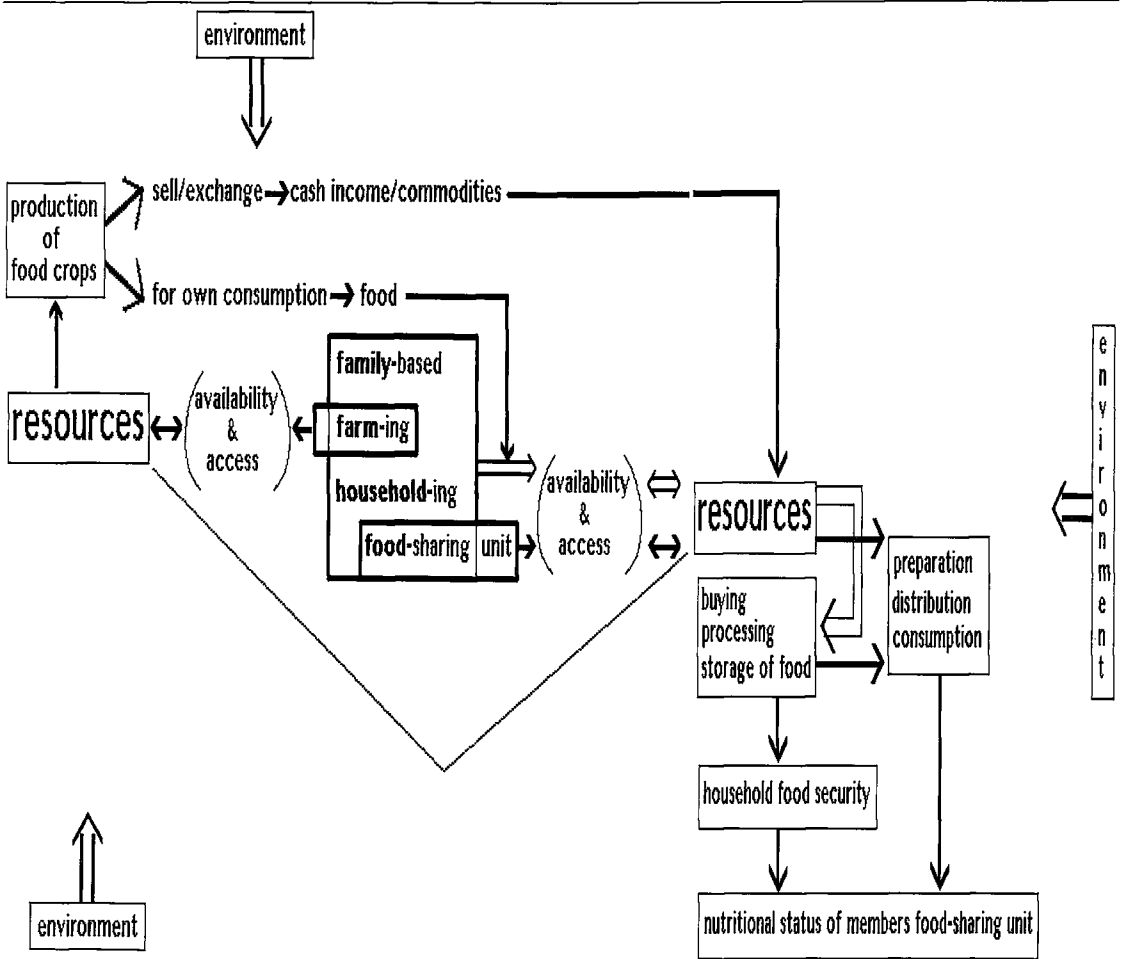 environment
sell/exchange
cash income/commodities
production
of
food crops
for own consumption
food
family-based
farm-ing
household-ing
food-sharing unit
resources
availability
&
access
availability
&
access
resources
preparation
distribution
consumption
buying
processing
storage of food
household food security
nutritional status of members food-sharing unit
environment
environment